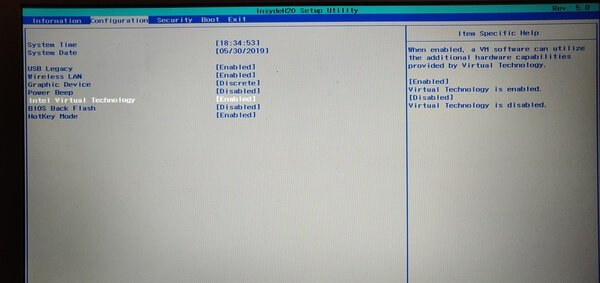 InsydeH2O Setup Utility Rev. 5.0
Information Configuration Security Boot Exit
Item Specific Help
System Time [18:34:53]
System Date [05/30/2019]
When enabled, a VM software can utilize
the additional hardware capabilities
provided by Virtual Technology.
USB Legacy [Enabled]
Wireless LAN [Enabled]
Graphic Device [Discrete]
Power Beep [Disabled]
Intel Virtual Technology [Enabled]
BIOS Back Flash [Disabled]
HotKey Mode [Enabled]
[Enabled]
Virtual Technology is enabled.
[Disabled]
Virtual Technology is disabled.